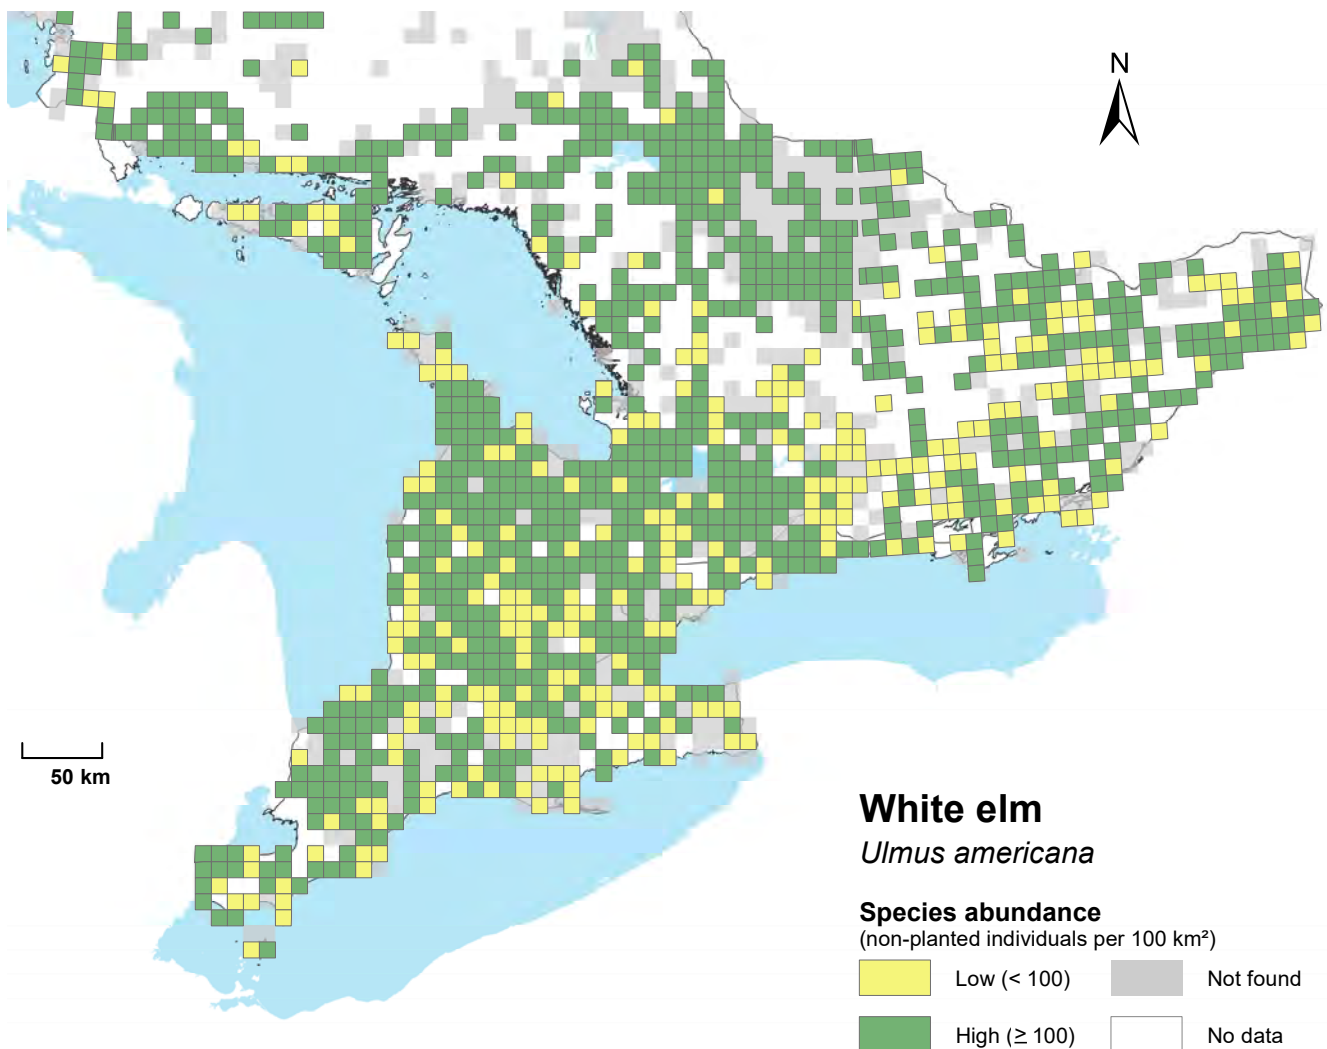 N
50 km
White elm
Ulmus americana
Species abundance
(non-planted individuals per 100 km²)
Low (< 100)
Not found
High (≥ 100)
No data